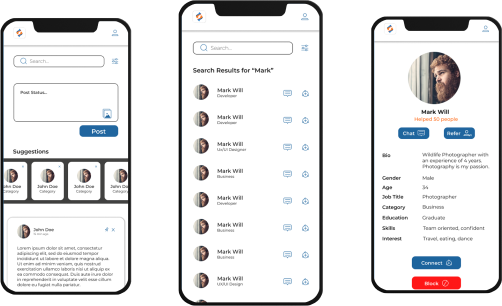 Search...
Post Status..
Post
Suggestions
John Doe
Category
John Doe
Category
John Doe
Category
John Doe
Category
John Doe
Lorem ipsum dolor sit amet, consectetur
adipiscing elit, sed do eiusmod tempor
incididunt ut labore et dolore magna aliqua.
Ut enim ad minim veniam, quis nostrud
exercitation ullamco laboris nisi ut aliquip ex
ea commodo consequat. Duis aute irure dolor in
reprehenderit in voluptate velit esse cillum
dolore eu fugiat nulla pariatur.
Search...
Search Results for "Mark"
Mark Will
Developer
Mark Will
Developer
Mark Will
UX/UI Designer
Mark Will
Business
Mark Will
Developer
Mark Will
Business
Mark Will
UX/UI Design
Mark Will
Business
Mark Will
Helped 50 people
Chat
Refer
Bio
Wildlife Photographer with
an experience of 4 years,
Photography is my passion.
Gender Male
Age 34
Job Title Photographer
Category Business
Education Graduate
Skills Team oriented, confident
Interest Travel, eating, dance
Connect
Block